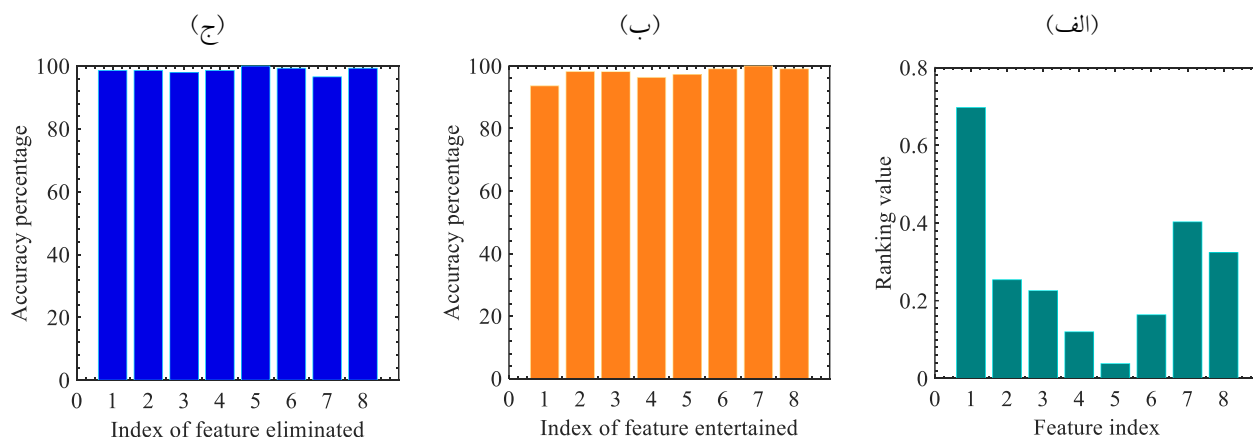 (ج)
100
80
60
40
20
0
Accuracy percentage
0 1 2 3 4 5 6 7 8
Index of feature eliminated
(ب)
100
80
60
40
20
0
Accuracy percentage
0 1 2 3 4 5 6 7 8
Index of feature entertained
(الف)
0.8
0.6
0.4
0.2
0
Ranking value
0 1 2 3 4 5 6 7 8
Feature index